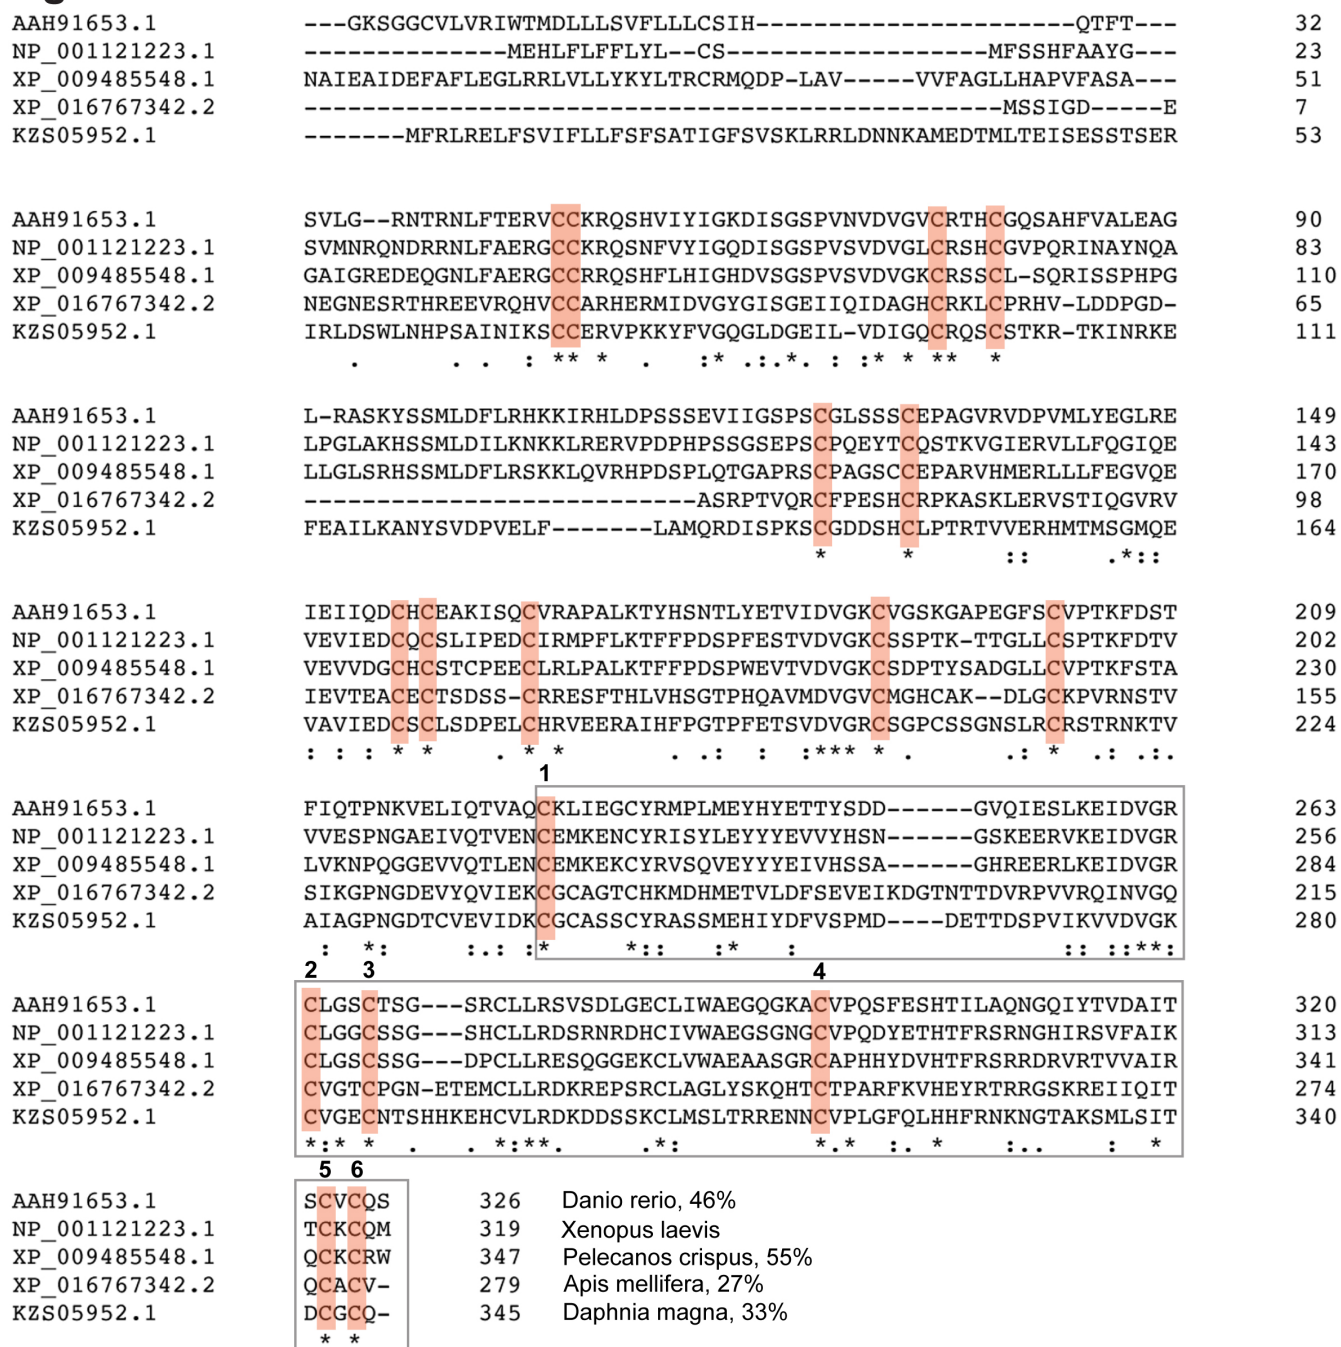 AAH91653.1 ---GKSGGCVLVRIWTMDLLLSVFLLLCSIH----------------------QTFT--- 32
NP_001121223.1 --------------MEHLFLFFLYL--CS------------------MFSSHFAAYG--- 23
XP_009485548.1 NAIEAIDEFAFLEGLRRLVLLYKYLTRCRMQDP-LAV-----VVFAGLLHAPVFASA--- 51
XP_016767342.2 ------------------------------------------------MSSIGD-----E 7
KZS05952.1 -------MFRLRELFSVIFLLFSFSATIGFSVSKLRRLDNNKAMEDTMLTEISESSTSER 53
AAH91653.1 SVLG--RNTRNLFTERVCCKRQSHVIYIGKDISGSPVNVDVGVCRTHCGQSAHFVALEAG 90
NP_001121223.1 SVMNRQNDRRNLFAERGCCKRQSNFVYIGQDISGSPVSVDVGLCRSHCGVPQRINAYNQA 83
XP_009485548.1 GAIGREDEQGNLFAERGCCRRQSHFLHIGHDVSGSPVSVDVGKCRSSCL-SQRISSPHPG 110
XP_016767342.2 NEGNESRTHREEVRQHVCCARHERMIDVGYGISGEIIQIDAGHCRKLCPRHV-LDDPGD- 65
KZS05952.1 IRLDSWLNHPSAINIKSCCERVPKKYFVGQGLDGEIL-VDIGQCRQSCSTKR-TKINRKE 111
. . . : ** * . :* .:.:*. : :* * ** *
AAH91653.1 L-RASKYSSMLDFLRHKKIRHLDPSSSEVIIGSPSCGLSSSCEPAGVRVDPVMLYEGLRE 149
NP_001121223.1 LPGLAKHSSMLDILKNKKLRERVPDPHPSSGSEPSCPQEYTCQSTKVGIERVLLFQGIQE 143
XP_009485548.1 LLGLSRHSSMLDFLRSKKLQVRHPDSPLQTGAPRSCPAGSCCEPARVHMERLLLFEGVQE 170
XP_016767342.2 ---------------------------ASRPTVQRCFPESHCRPKASKLERVSTIQGVRV 98
KZS05952.1 FEAILKANYSVDPVELF-------LAMQRDISPKSCGDDSHCLPTRTVVERHMTMSGMQE 164
* * :: .*::
AAH91653.1 IEIIQDCHCEAKISQCVRAPALKTYHSNTLYETVIDVGKCVGSKGAPEGFSCVPTKFDST 209
NP_001121223.1 VEVIEDCQCSLIPEDCIRMPFLKTFFPDSPFESTVDVGKCSSPTK-TTGLLCSPTKFDTV 202
XP_009485548.1 VEVVDGCHCSTCPEECLRLPALKTFFPDSPWEVTVDVGKCSDPTYSADGLLCVPTKFSTA 230
XP_016767342.2 IEVTEACECTSDSS-CRRESFTHLVHSGTPHQAVMDVGVCMGHCAK--DLGCKPVRNSTV 155
KZS05952.1 VAVIEDCSCLSDPELCHRVEERAIHFPGTPFETSVDVGRCSGPCSSGNSLRCRSTRNKTV 224
: : : * * . * * . .: : :*** * . .: * .: .:.
1
AAH91653.1 FIQTPNKVELIQTVAQCKLIEGCYRMPLMEYHYETTYSDD------GVQIESLKEIDVGR 263
NP_001121223.1 VVESPNGAEIVQTVENCEMKENCYRISYLEYYYEVVYHSN------GSKEERVKEIDVGR 256
XP_009485548.1 LVKNPQGGEVVQTLENCEMKEKCYRVSQVEYYYEIVHSSA------GHREERLKEIDVGR 284
XP_016767342.2 SIKGPNGDEVYQVIEKCGCAGTCHKMDHMETVLDFSEVEIKDGTNTTDVRPVVRQINVGQ 215
KZS05952.1 AIAGPNGDTCVEVIDKCGCASSCYRASSMEHIYDFVSPMD----DETTDSPVIKVVDVGK 280
: *: :.: :* *:: :* : :: ::**:
2 3 4
AAH91653.1 CLGSCTSG---SRCLLRSVSDLGECLIWAEGQGKACVPQSFESHTILAQNGQIYTVDAIT 320
NP_001121223.1 CLGGCSSG---SHCLLRDSRNRDHCIVWAEGSGNGCVPQDYETHTFRSRNGHIRSVFAIK 313
XP_009485548.1 CLGSCSSG---DPCLLRESQGGEKCLVWAEAASGRCAPHHYDVHTFRSRRDRVRTVVAIR 341
XP_016767342.2 CVGTCPGN-ETEMCLLRDKREPSRCLAGLYSKQHTCTPARFKVHEYRTRRGSKREIIQIT 274
KZS05952.1 CVGECNTSHHKEHCVLRDKDDSSKCLMSLTRRENNCVPLGFQLHHFRNKNGTAKSMLSIT 340
*:* * . . *:**. .*: *.* :. * :.. : *
5 6
AAH91653.1 SCVCQS 326 Danio rerio, 46%
NP_001121223.1 TCKCQM 319 Xenopus laevis
XP_009485548.1 QCKCRW 347 Pelecanos crispus, 55%
XP_016767342.2 QCACV- 279 Apis mellifera, 27%
KZS05952.1 DCGCQ- 345 Daphnia magna, 33%
* *